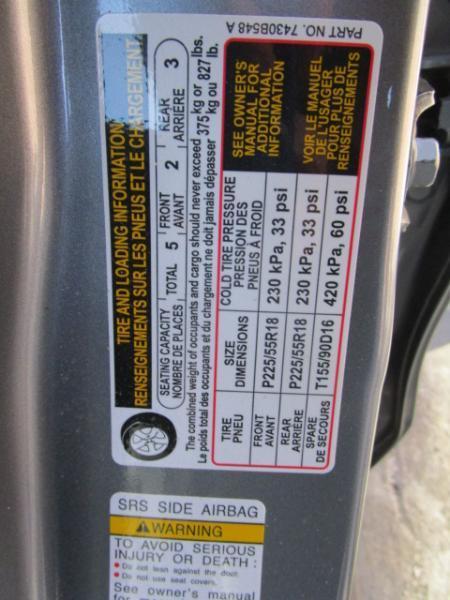 TIRE AND LOADING INFORMATION
RENSEIGNEMENTS SUR LES PNEUS ET LE CHARGEMENT
SEATING CAPACITY TOTAL 5 FRONT 2 REAR 3
NOMBRE DE PLACES AVANT ARRIÈRE
The combined weight of occupants and cargo should never exceed 375 kg or 827 lbs.
Le poids total des occupants et du chargement ne doit jamais dépasser 375 kg ou 827 lb.
TIRE SIZE COLD TIRE PRESSURE
PNEU DIMENSIONS PRESSION DES
PNEUS À FROID
FRONT P225/55R18 230 kPa, 33 psi
AVANT
REAR P225/55R18 230 kPa, 33 psi
ARRIERE
SPARE T155/90D16 420 kPa, 60 psi
DE SECOURS
SEE OWNER'S
MANUAL FOR
ADDITIONAL
INFORMATION
VOIR LE MANUEL
DE L'USAGER
POUR PLUS DE
RENSEIGNEMENTS
PART NO. 7430B548 A
SRS SIDE AIRBAG
WARNING
TO AVOID SERIOUS
INJURY OR DEATH:
• Do not lean against the door.
• Do not use seat covers.
See owner's manual
for